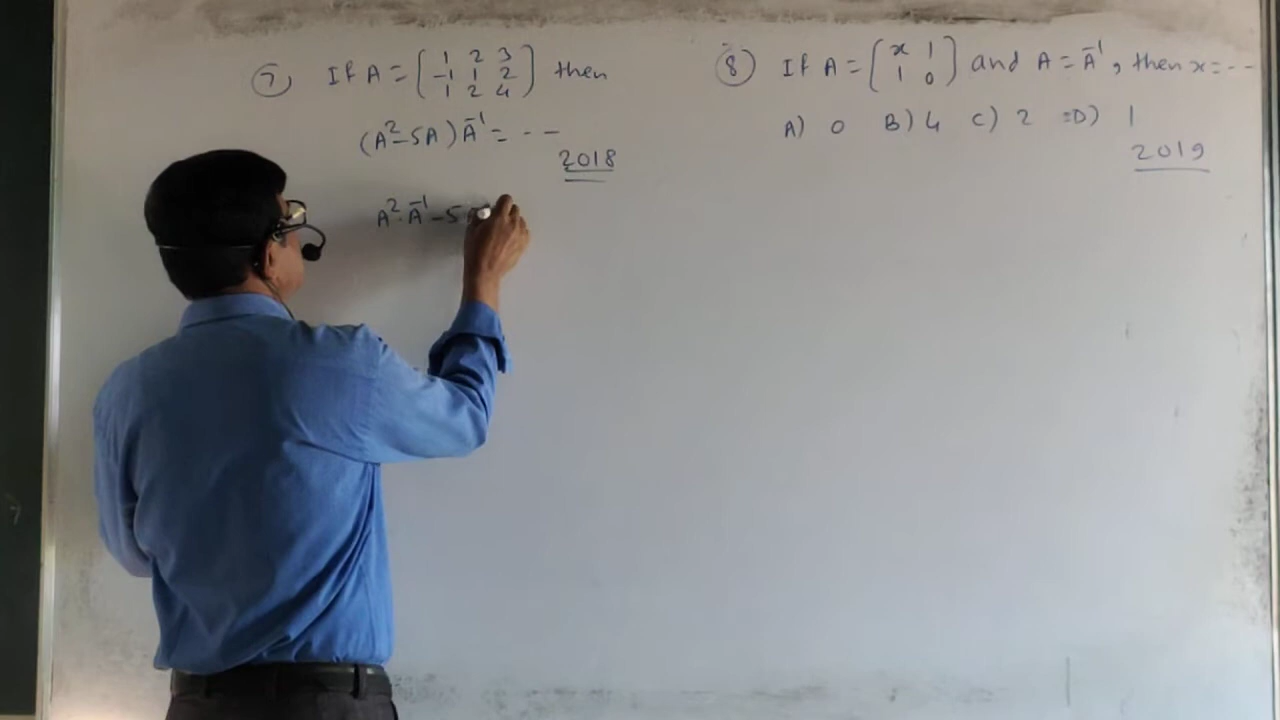 7) If A = [ 1 2 3
-1 1 2
1 2 4 ] then
(A² - 5A) A⁻¹ = - - -
2018
A² · A⁻¹ - 5
8) If A = [ x 1
1 0 ] and A = A⁻¹, then x = - -
A) 0 B) 4 C) 2 D) 1
2019